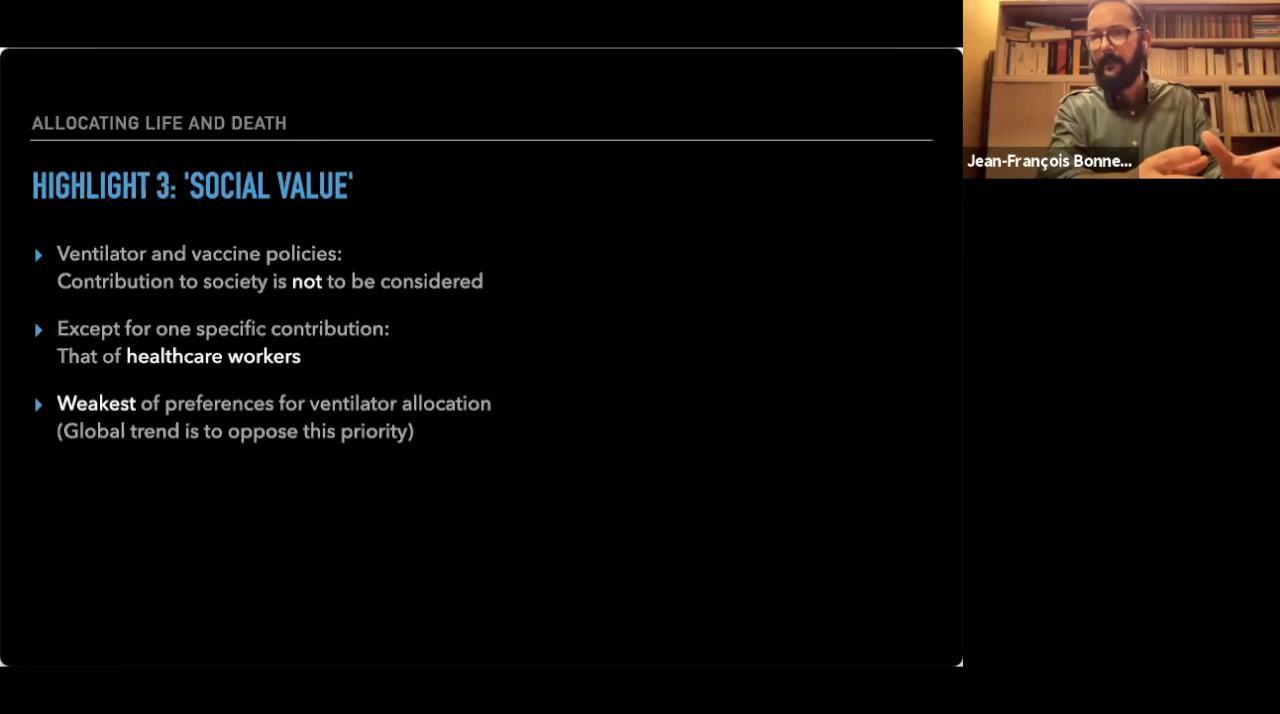 ALLOCATING LIFE AND DEATH
HIGHLIGHT 3: 'SOCIAL VALUE'
Ventilator and vaccine policies:
Contribution to society is not to be considered
Except for one specific contribution:
That of healthcare workers
Weakest of preferences for ventilator allocation
(Global trend is to oppose this priority)
Jean-François Bonne...